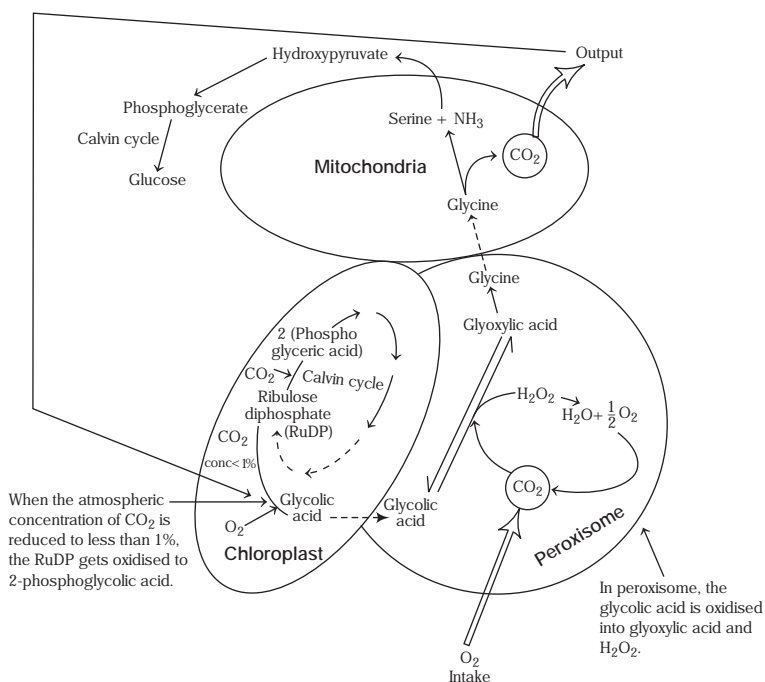 Hydroxypyruvate
Output
Phosphoglycerate
Calvin cycle
Glucose
Serine + NH₃
CO₂
Mitochondria
Glycine
Glycine
Glyoxylic acid
2 (Phospho
glyceric acid)
CO₂
Calvin cycle
Ribulose
diphosphate
(RuDP)
CO₂
conc<1%
H₂O₂
H₂O+ 1/2 O₂
CO₂
When the atmospheric
concentration of CO₂ is
reduced to less than 1%,
the RuDP gets oxidised to
2-phosphoglycolic acid.
O₂
Glycolic
acid
Chloroplast
Glycolic
acid
Peroxisome
In peroxisome, the
glycolic acid is oxidised
into glyoxylic acid and
H₂O₂.
O₂
Intake